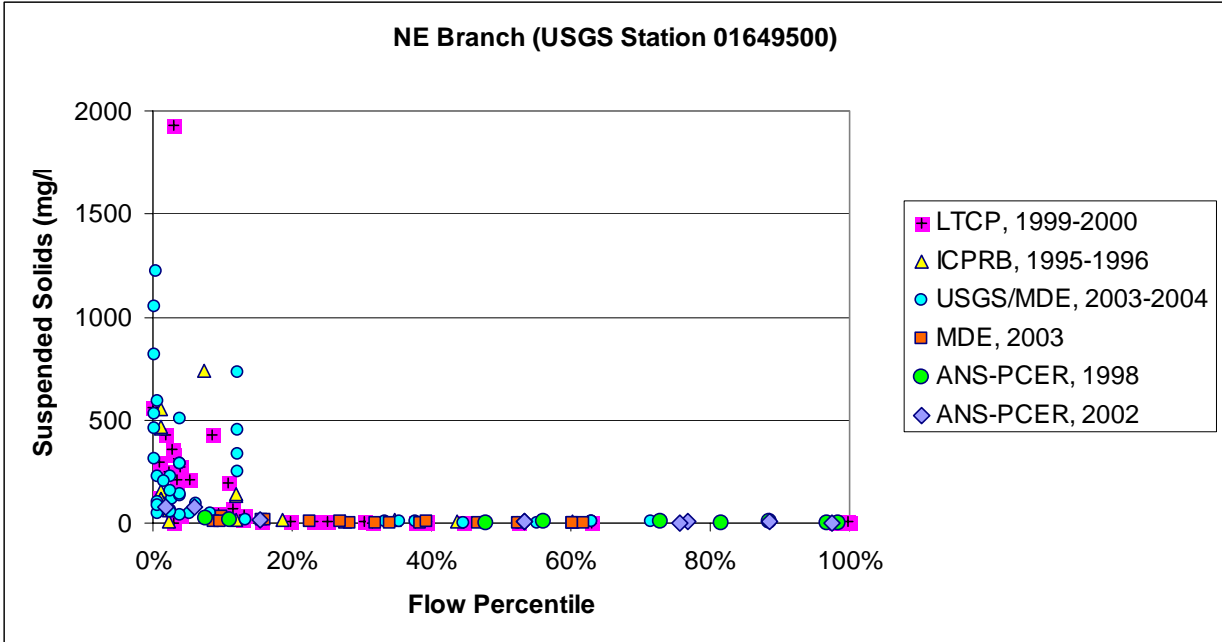 NE Branch (USGS Station 01649500)
2000
1500
1000
500
0
Suspended Solids (mg/l
0%
20%
40%
60%
80%
100%
Flow Percentile
LTCP, 1999-2000
ICPRB, 1995-1996
USGS/MDE, 2003-2004
MDE, 2003
ANS-PCER, 1998
ANS-PCER, 2002